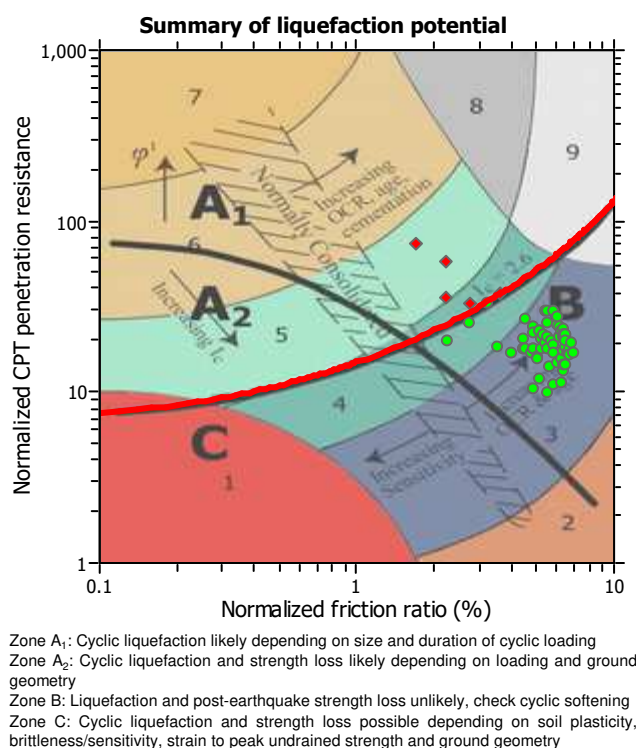 Summary of liquefaction potential
1,000
100
10
1
Normalized CPT penetration resistance
7
8
9
φ'
A1
Increasing
OCR, age,
cementation
Normally Consolidated
6
A2
Increasing Ic
5
Ic = 2.6
B
4
C
1
Increasing
Sensitivity
3
2
0.1
1
10
Normalized friction ratio (%)
Zone A1: Cyclic liquefaction likely depending on size and duration of cyclic loading
Zone A2: Cyclic liquefaction and strength loss likely depending on loading and ground
geometry
Zone B: Liquefaction and post-earthquake strength loss unlikely, check cyclic softening
Zone C: Cyclic liquefaction and strength loss possible depending on soil plasticity,
brittleness/sensitivity, strain to peak undrained strength and ground geometry